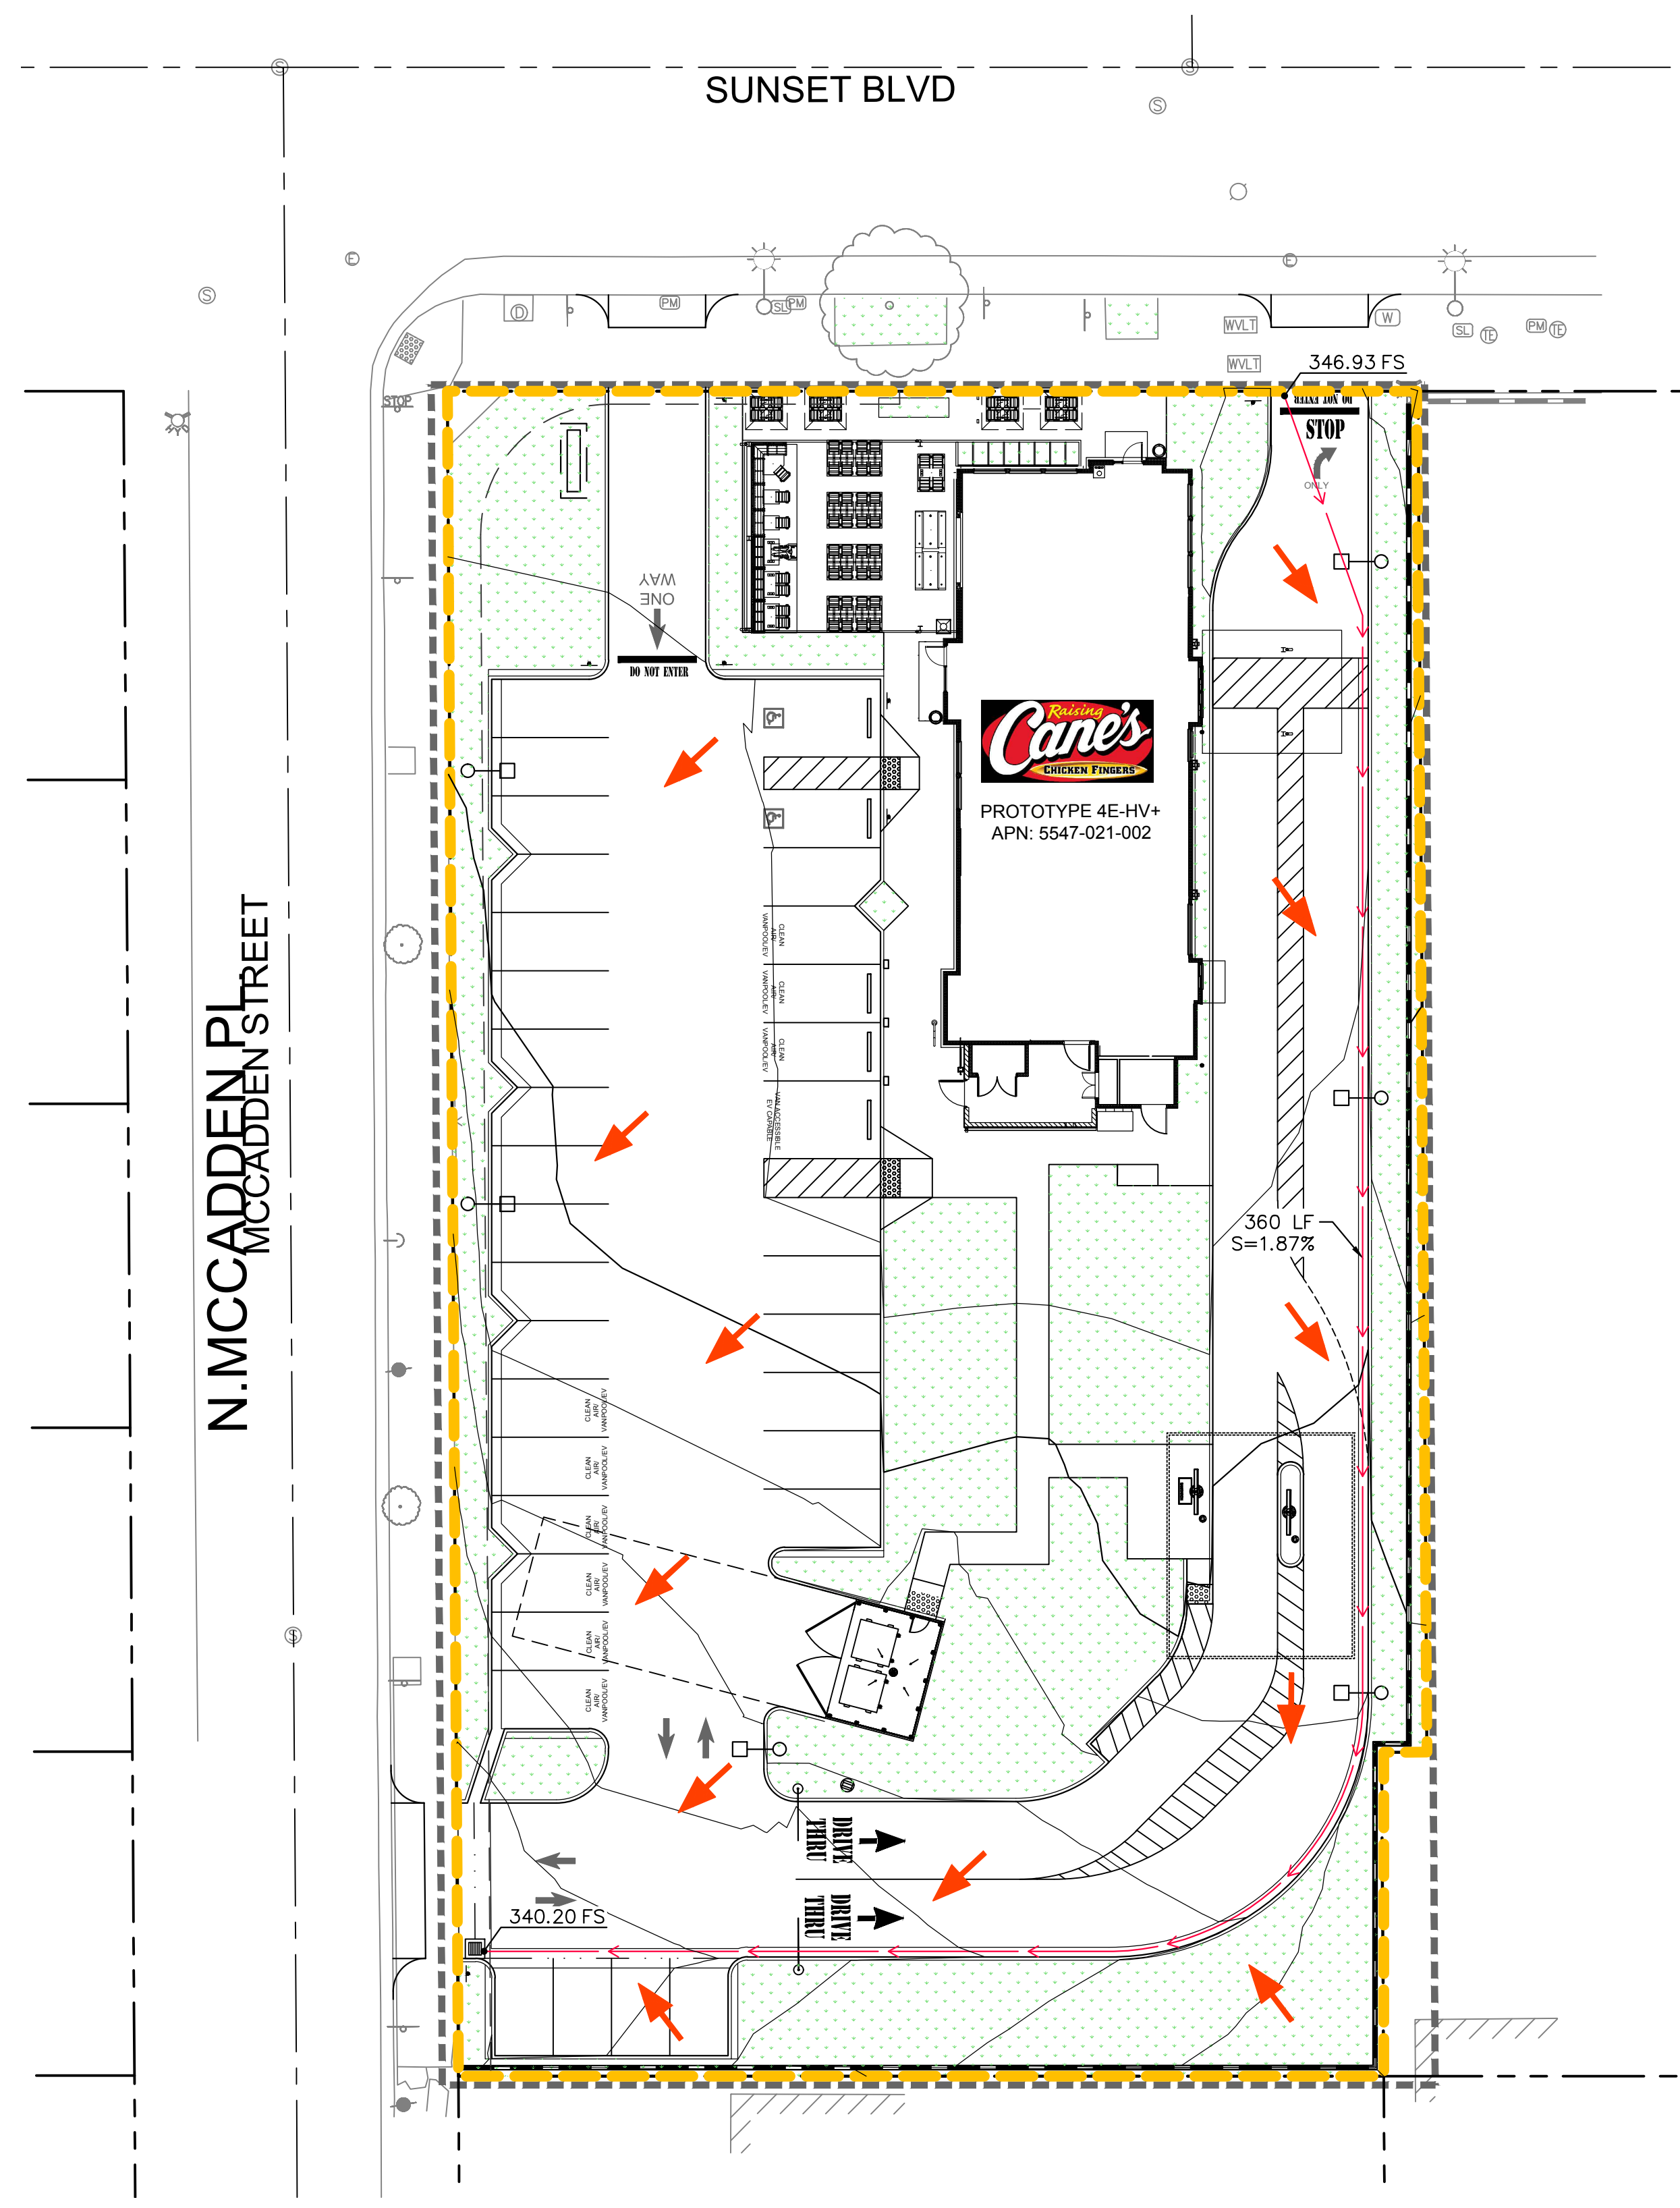 S
S
SUNSET BLVD
S
E
E
S
PM
SL
PM
D
WVLT
W
SL
TE
PM
TE
WVLT
346.93 FS
STOP
DO NOT ENTER
STOP
ONLY
ONE
WAY
DO NOT ENTER
Raising
Cane's
CHICKEN FINGERS
PROTOTYPE 4E-HV+
APN: 5547-021-002
CLEAN
AIR/
VANPOOL/EV
CLEAN
AIR/
VANPOOL/EV
CLEAN
AIR/
VANPOOL/EV
VAN ACCESSIBLE
EV CAPABLE
N.MCCADDEN PL.
MCCADDEN STREET
360 LF
S=1.87%
CLEAN
AIR/
VANPOOL/EV
CLEAN
AIR/
VANPOOL/EV
CLEAN
AIR/
VANPOOL/EV
CLEAN
AIR/
VANPOOL/EV
CLEAN
AIR/
VANPOOL/EV
CLEAN
AIR/
VANPOOL/EV
S
DRIVE
THRU
DRIVE
THRU
340.20 FS